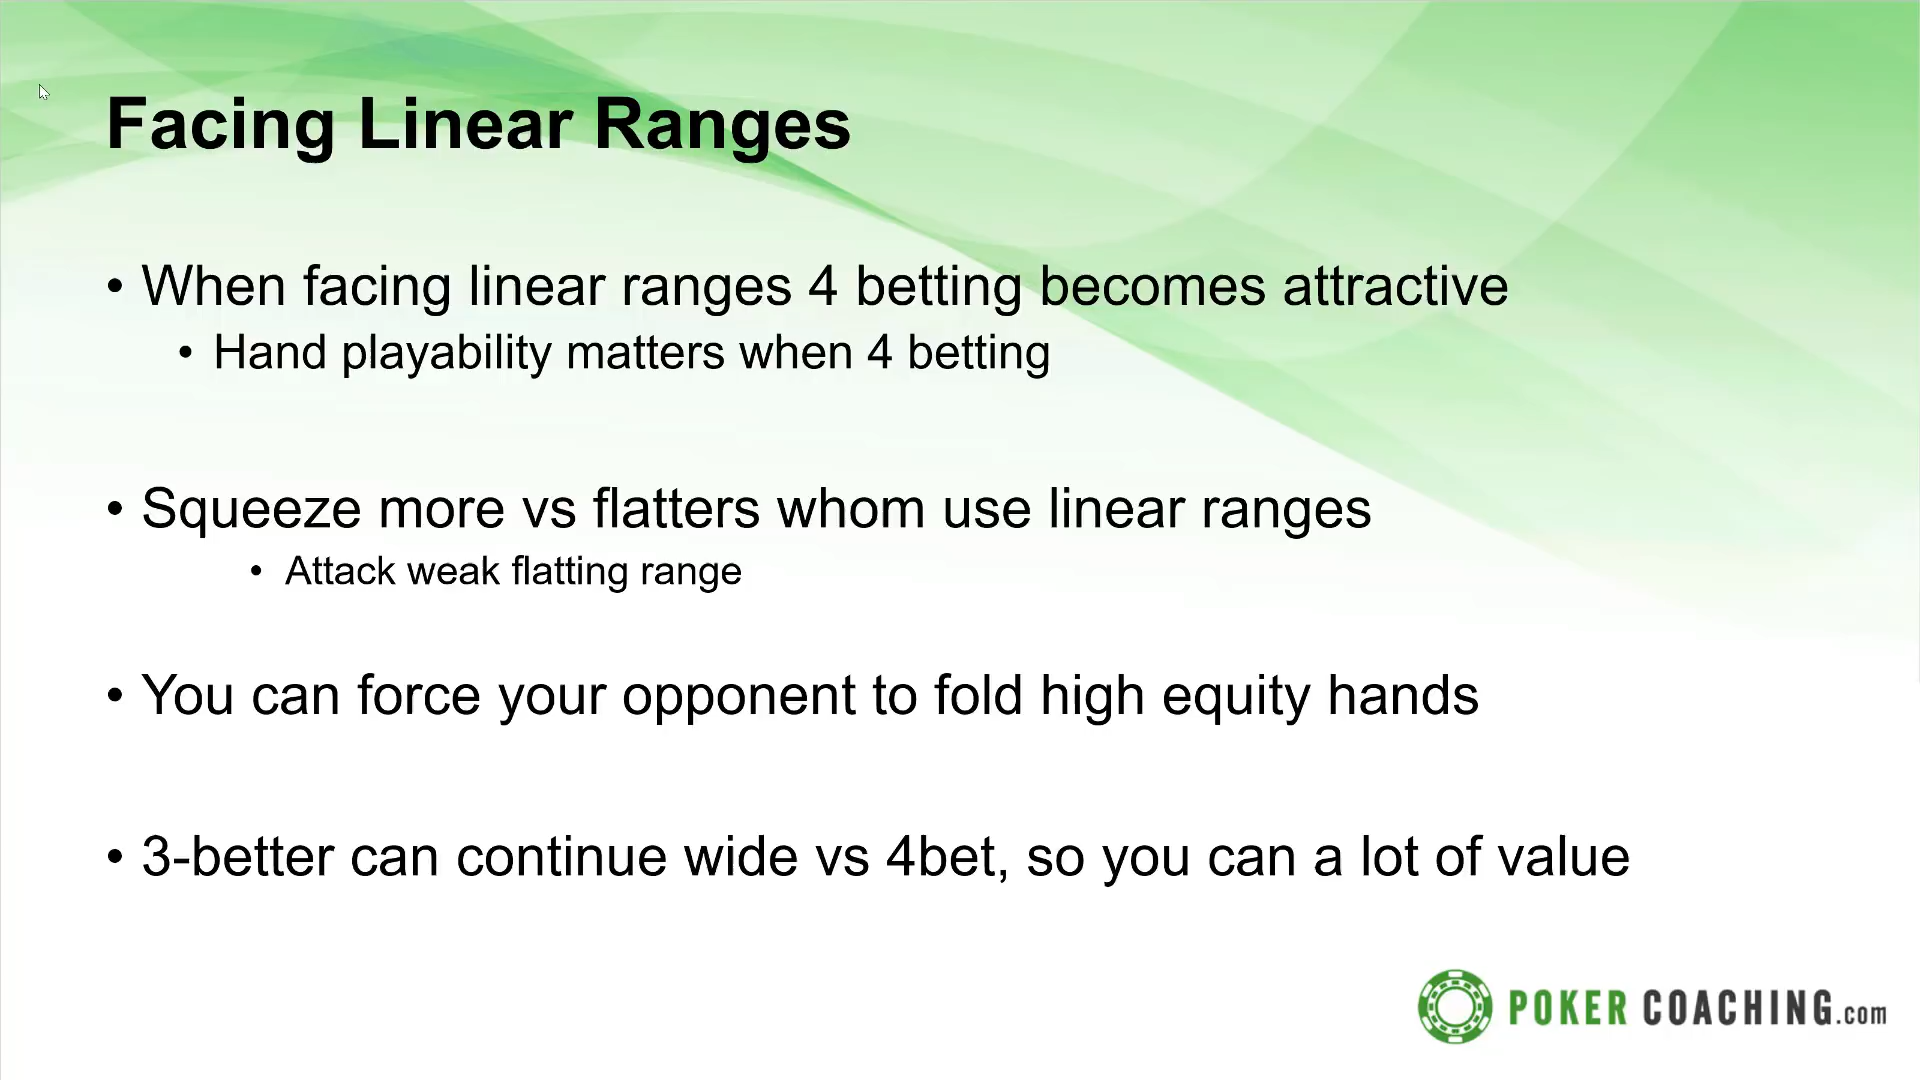 Facing Linear Ranges
• When facing linear ranges 4 betting becomes attractive
• Hand playability matters when 4 betting
• Squeeze more vs flatters whom use linear ranges
• Attack weak flatting range
• You can force your opponent to fold high equity hands
• 3-better can continue wide vs 4bet, so you can a lot of value
POKER COACHING.com